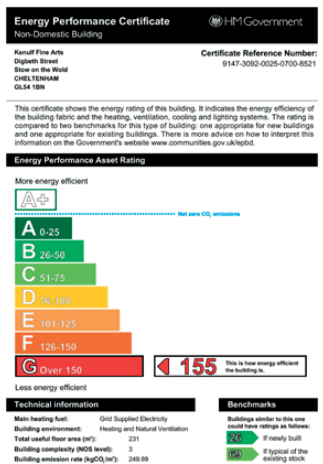 Energy Performance Certificate
HM Government
Non-Domestic Building
Kenulf Fine Arts
Digbeth Street
Stow on the Wold
CHELTENHAM
GL54 1BN
Certificate Reference Number:
9147-3092-0025-0700-8521
This certificate shows the energy rating of this building. It indicates the energy efficiency of
the building fabric and the heating, ventilation, cooling and lighting systems. The rating is
compared to two benchmarks for this type of building: one appropriate for new buildings
and one appropriate for existing buildings. There is more advice on how to interpret this
information on the Government's website www.communities.gov.uk/epbd.
Energy Performance Asset Rating
More energy efficient
A+
Net zero CO₂ emissions
A 0-25
B 26-50
C 51-75
D 76-100
E 101-125
F 126-150
G Over 150
155
This is how energy efficient
the building is.
Less energy efficient
Technical information
Main heating fuel: Grid Supplied Electricity
Building environment: Heating and Natural Ventilation
Total useful floor area (m²): 231
Building complexity (NOS level): 3
Building emission rate (kgCO₂/m²): 249.89
Benchmarks
Buildings similar to this one
could have ratings as follows:
26 If newly built
69 If typical of the
existing stock